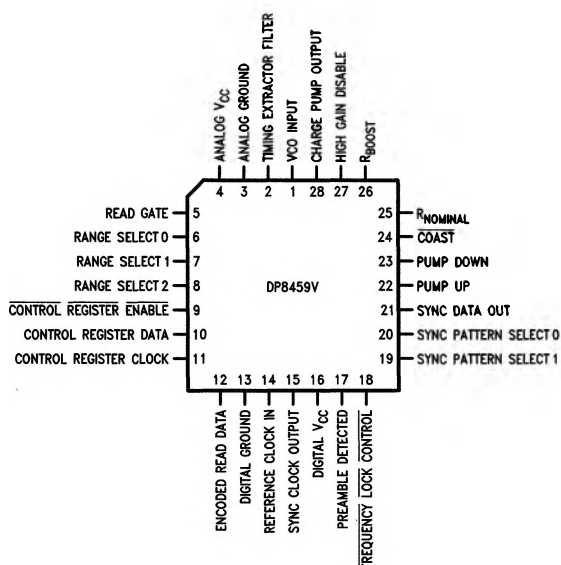 ANALOG VCC
ANALOG GROUND
TIMING EXTRACTOR FILTER
VCO INPUT
CHARGE PUMP OUTPUT
HIGH GAIN DISABLE
RBOOST
4 3 2 1 28 27 26
READ GATE 5
RANGE SELECT 0 6
RANGE SELECT 1 7
RANGE SELECT 2 8
CONTROL REGISTER ENABLE 9
CONTROL REGISTER DATA 10
CONTROL REGISTER CLOCK 11
DP8459V
25 RNOMINAL
24 COAST
23 PUMP DOWN
22 PUMP UP
21 SYNC DATA OUT
20 SYNC PATTERN SELECT 0
19 SYNC PATTERN SELECT 1
12 13 14 15 16 17 18
ENCODED READ DATA
DIGITAL GROUND
REFERENCE CLOCK IN
SYNC CLOCK OUTPUT
DIGITAL VCC
PREAMBLE DETECTED
FREQUENCY LOCK CONTROL